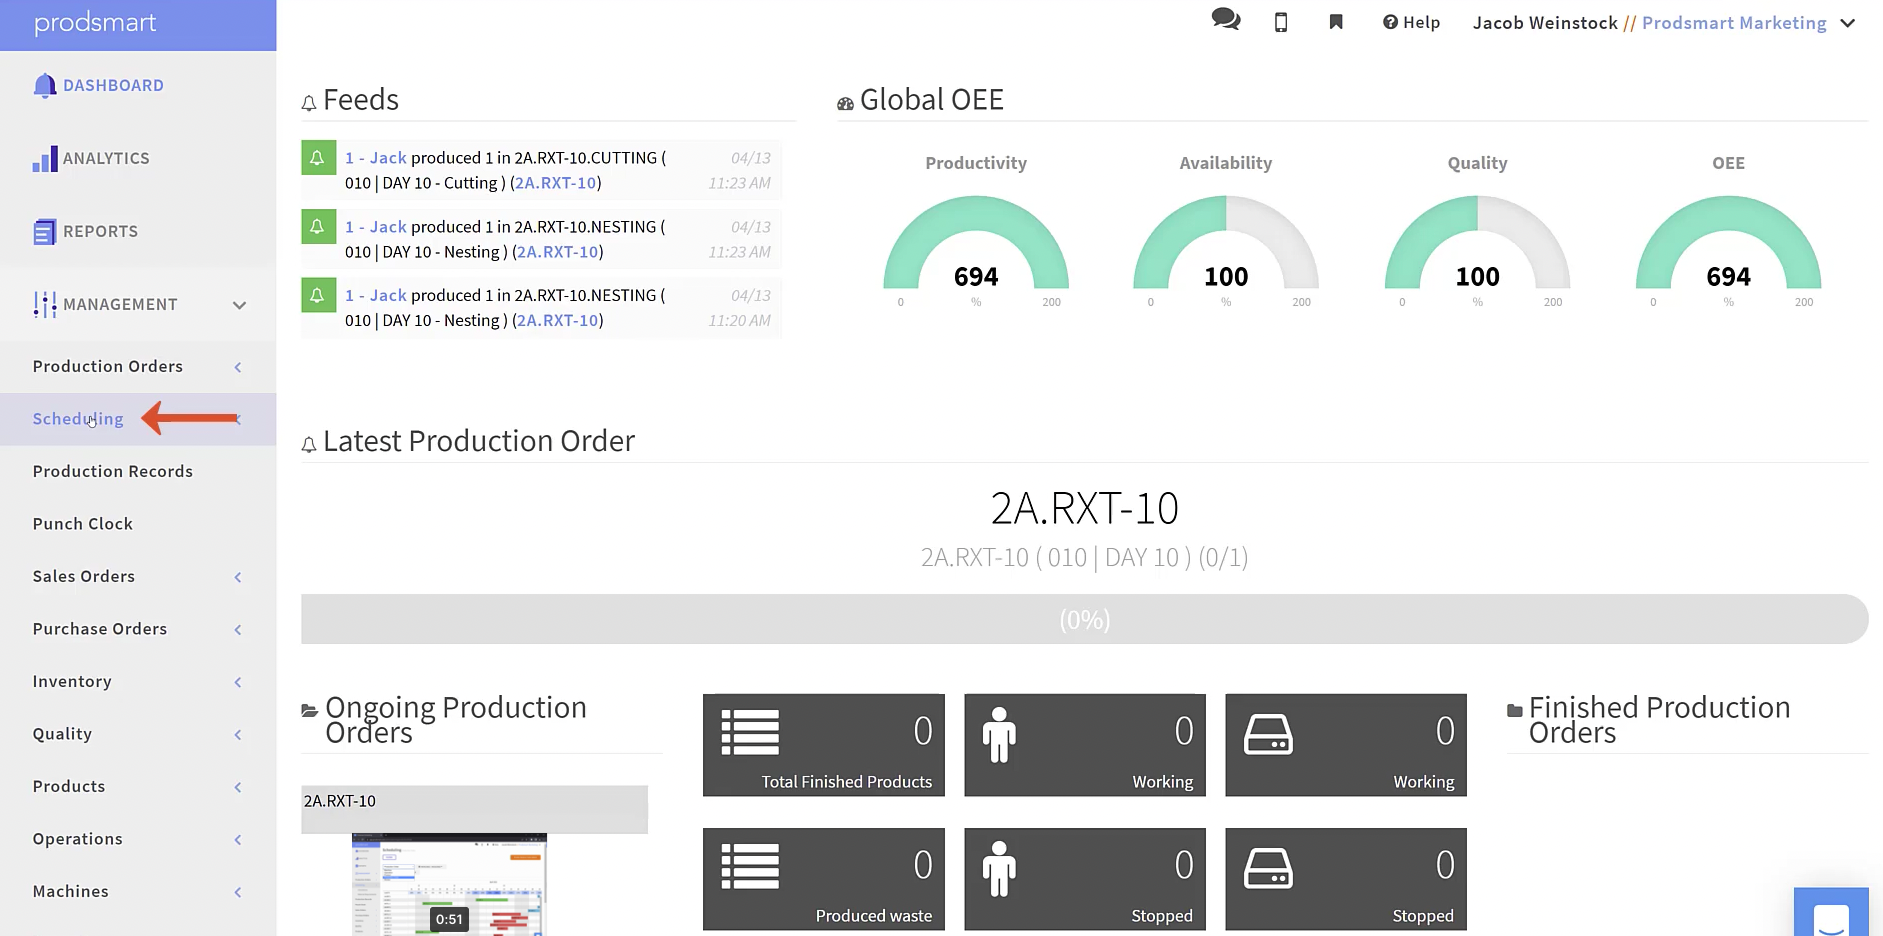 prodsmart
Help
Jacob Weinstock // Prodsmart Marketing
DASHBOARD
ANALYTICS
REPORTS
MANAGEMENT
Production Orders
Scheduling
Production Records
Punch Clock
Sales Orders
Purchase Orders
Inventory
Quality
Products
Operations
Machines
Feeds
1 - Jack produced 1 in 2A.RXT-10.CUTTING (
04/13
010 | DAY 10 - Cutting ) (2A.RXT-10)
11:23 AM
1 - Jack produced 1 in 2A.RXT-10.NESTING (
04/13
010 | DAY 10 - Nesting ) (2A.RXT-10)
11:23 AM
1 - Jack produced 1 in 2A.RXT-10.NESTING (
04/13
010 | DAY 10 - Nesting ) (2A.RXT-10)
11:20 AM
Global OEE
Productivity
694
0 % 200
Availability
100
0 % 200
Quality
100
0 % 200
OEE
694
0 % 200
Latest Production Order
2A.RXT-10
2A.RXT-10 ( 010 | DAY 10 ) (0/1)
(0%)
Ongoing Production
Orders
2A.RXT-10
0:51
0
Total Finished Products
0
Working
0
Working
0
Produced waste
0
Stopped
0
Stopped
Finished Production
Orders